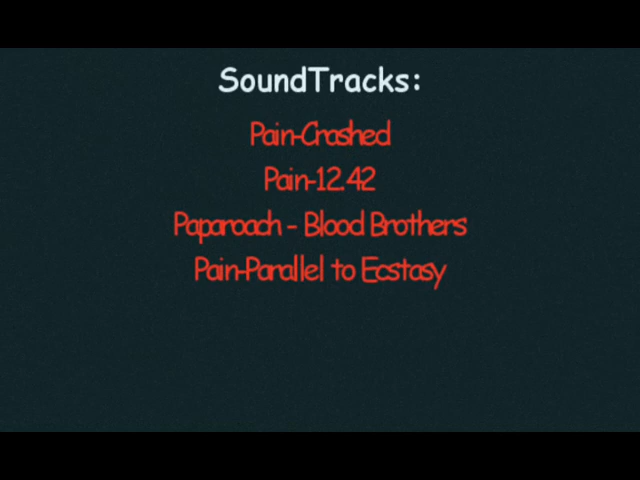 SoundTracks:
Pain-Crashed
Pain-12.42
Paparoach - Blood Brothers
Pain-Parallel to Ecstasy